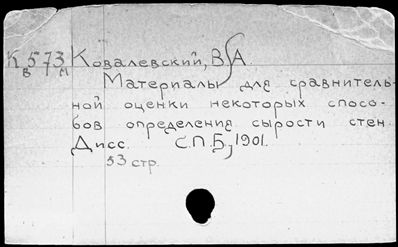 К 573 Ковалевский, В.А.
в м
Материалы для сравнитель-
ной оценки некоторых спосо-
бов определения сырости стен
Дисс. С.П.Б, 1901.
53 стр.